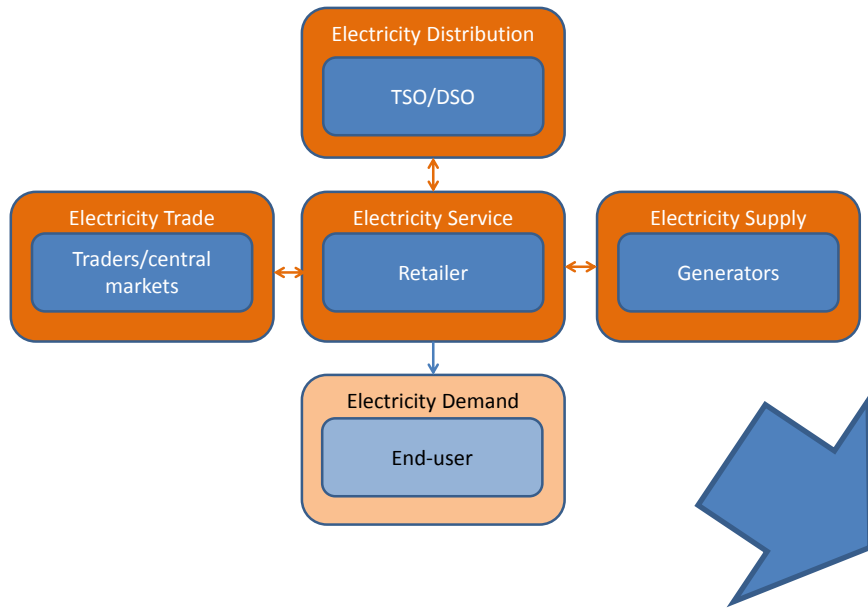 Electricity Distribution
TSO/DSO
Electricity Trade
Traders/central
markets
Electricity Service
Retailer
Electricity Supply
Generators
Electricity Demand
End-user